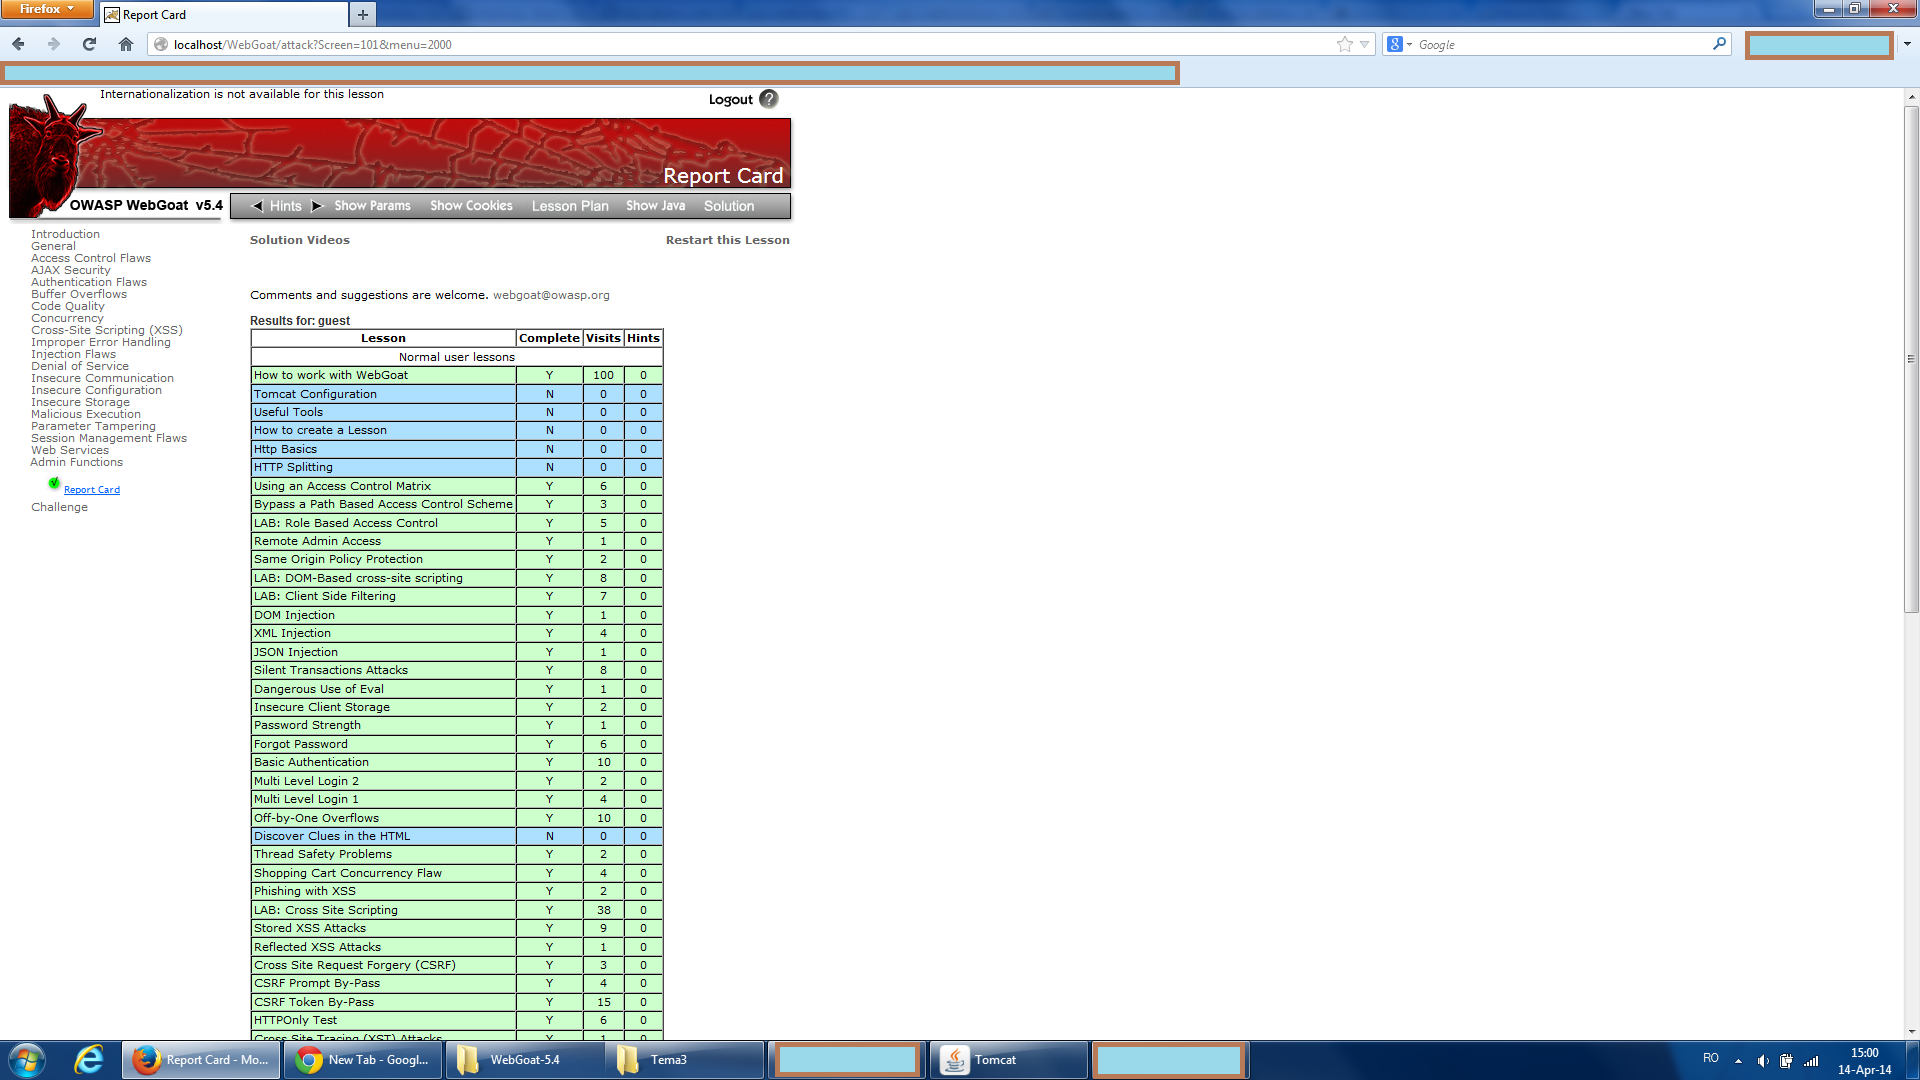 Firefox
Report Card
localhost/WebGoat/attack?Screen=101&menu=2000
Google
Internationalization is not available for this lesson
Logout ?
Report Card
OWASP WebGoat v5.4
Hints Show Params Show Cookies Lesson Plan Show Java Solution
Introduction
General
Access Control Flaws
AJAX Security
Authentication Flaws
Buffer Overflows
Code Quality
Concurrency
Cross-Site Scripting (XSS)
Improper Error Handling
Injection Flaws
Denial of Service
Insecure Communication
Insecure Configuration
Insecure Storage
Malicious Execution
Parameter Tampering
Session Management Flaws
Web Services
Admin Functions
Report Card
Challenge
Solution Videos Restart this Lesson
Comments and suggestions are welcome. webgoat@owasp.org
Results for: guest
Lesson Complete Visits Hints
Normal user lessons
How to work with WebGoat Y 100 0
Tomcat Configuration N 0 0
Useful Tools N 0 0
How to create a Lesson N 0 0
Http Basics N 0 0
HTTP Splitting N 0 0
Using an Access Control Matrix Y 6 0
Bypass a Path Based Access Control Scheme Y 3 0
LAB: Role Based Access Control Y 5 0
Remote Admin Access Y 1 0
Same Origin Policy Protection Y 2 0
LAB: DOM-Based cross-site scripting Y 8 0
LAB: Client Side Filtering Y 7 0
DOM Injection Y 1 0
XML Injection Y 4 0
JSON Injection Y 1 0
Silent Transactions Attacks Y 8 0
Dangerous Use of Eval Y 1 0
Insecure Client Storage Y 2 0
Password Strength Y 1 0
Forgot Password Y 6 0
Basic Authentication Y 10 0
Multi Level Login 2 Y 2 0
Multi Level Login 1 Y 4 0
Off-by-One Overflows Y 10 0
Discover Clues in the HTML N 0 0
Thread Safety Problems Y 2 0
Shopping Cart Concurrency Flaw Y 4 0
Phishing with XSS Y 2 0
LAB: Cross Site Scripting Y 38 0
Stored XSS Attacks Y 9 0
Reflected XSS Attacks Y 1 0
Cross Site Request Forgery (CSRF) Y 3 0
CSRF Prompt By-Pass Y 4 0
CSRF Token By-Pass Y 15 0
HTTPOnly Test Y 6 0
Cross Site Tracing (XST) Attacks Y 1 0
Report Card - Mo...
New Tab - Googl...
WebGoat-5.4
Tema3
Tomcat
RO
15:00
14-Apr-14